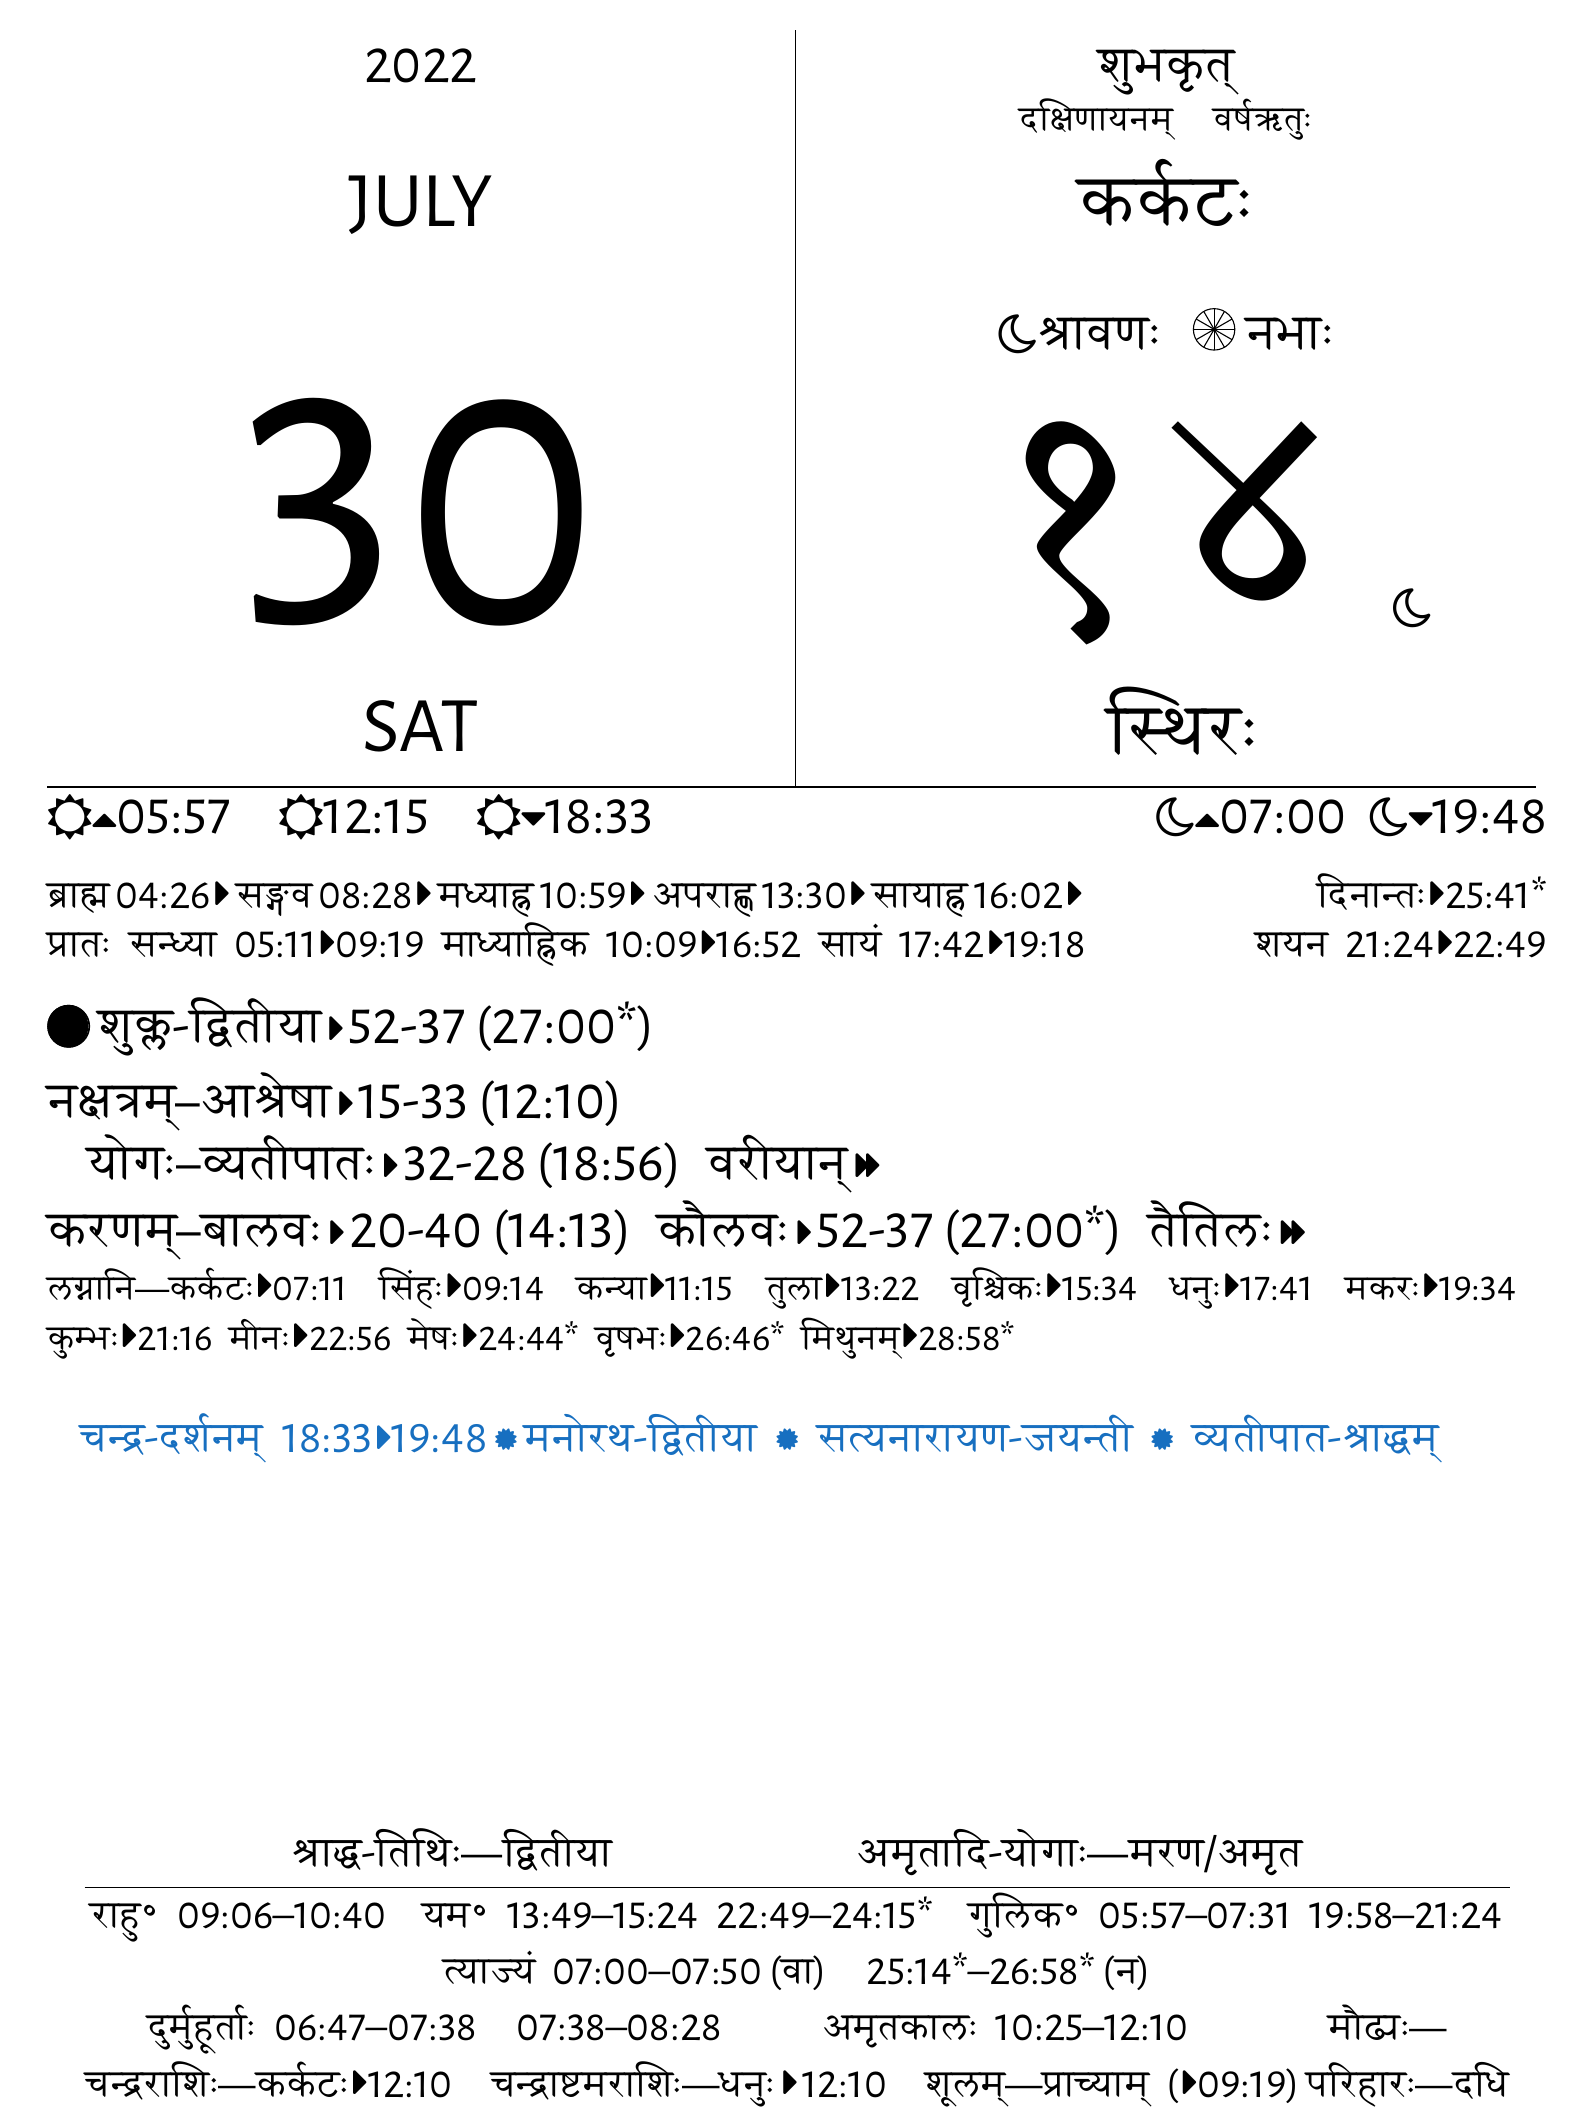 2022
JULY
30
SAT
शुभकृत्
दक्षिणायनम् वर्षऋतुः
कर्कटः
श्रावणः नभाः
१४
स्थिरः
05:57 12:15 18:33 07:00 19:48
ब्राह्म 04:26 सङ्गव 08:28 मध्याह्न 10:59 अपराह्ण 13:30 सायाह्न 16:02 दिनान्तः 25:41*
प्रातः सन्ध्या 05:11 09:19 माध्याह्निक 10:09 16:52 सायं 17:42 19:18 शयन 21:24 22:49
शुक्ल-द्वितीया 52-37 (27:00*)
नक्षत्रम्–आश्रेषा 15-33 (12:10)
योगः–व्यतीपातः 32-28 (18:56) वरीयान्
करणम्–बालवः 20-40 (14:13) कौलवः 52-37 (27:00*) तैतिलः
लग्नानि—कर्कटः 07:11 सिंहः 09:14 कन्या 11:15 तुला 13:22 वृश्चिकः 15:34 धनुः 17:41 मकरः 19:34
कुम्भः 21:16 मीनः 22:56 मेषः 24:44* वृषभः 26:46* मिथुनम् 28:58*
चन्द्र-दर्शनम् 18:33 19:48 मनोरथ-द्वितीया सत्यनारायण-जयन्ती व्यतीपात-श्राद्धम्
श्राद्ध-तिथिः—द्वितीया अमृतादि-योगाः—मरण/अमृत
राहु॰ 09:06–10:40 यम॰ 13:49–15:24 22:49–24:15* गुलिक॰ 05:57–07:31 19:58–21:24
त्याज्यं 07:00–07:50 (वा) 25:14*–26:58* (न)
दुर्मुहूर्ताः 06:47–07:38 07:38–08:28 अमृतकालः 10:25–12:10 मौढ्यः—
चन्द्रराशिः—कर्कटः 12:10 चन्द्राष्टमराशिः—धनुः 12:10 शूलम्—प्राच्याम् (09:19) परिहारः—दधि